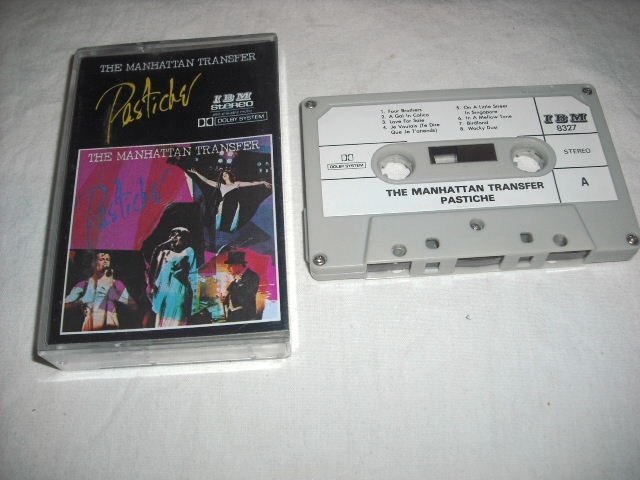 THE MANHATTAN TRANSFER
Pastiche
IBM
Stereo
DOLBY SYSTEM
THE MANHATTAN TRANSFER
Pastiche
1. Four Brothers
2. A Gal In Calico
3. Love For Sale
4. Je Voulais (Te Dire
Que Je T'attends)
5. On A Little Street
In Singapore
6. In A Mellow Tone
7. Birdland
8. Wacky Dust
IBM
8327
DOLBY SYSTEM
STEREO
THE MANHATTAN TRANSFER
PASTICHE
A